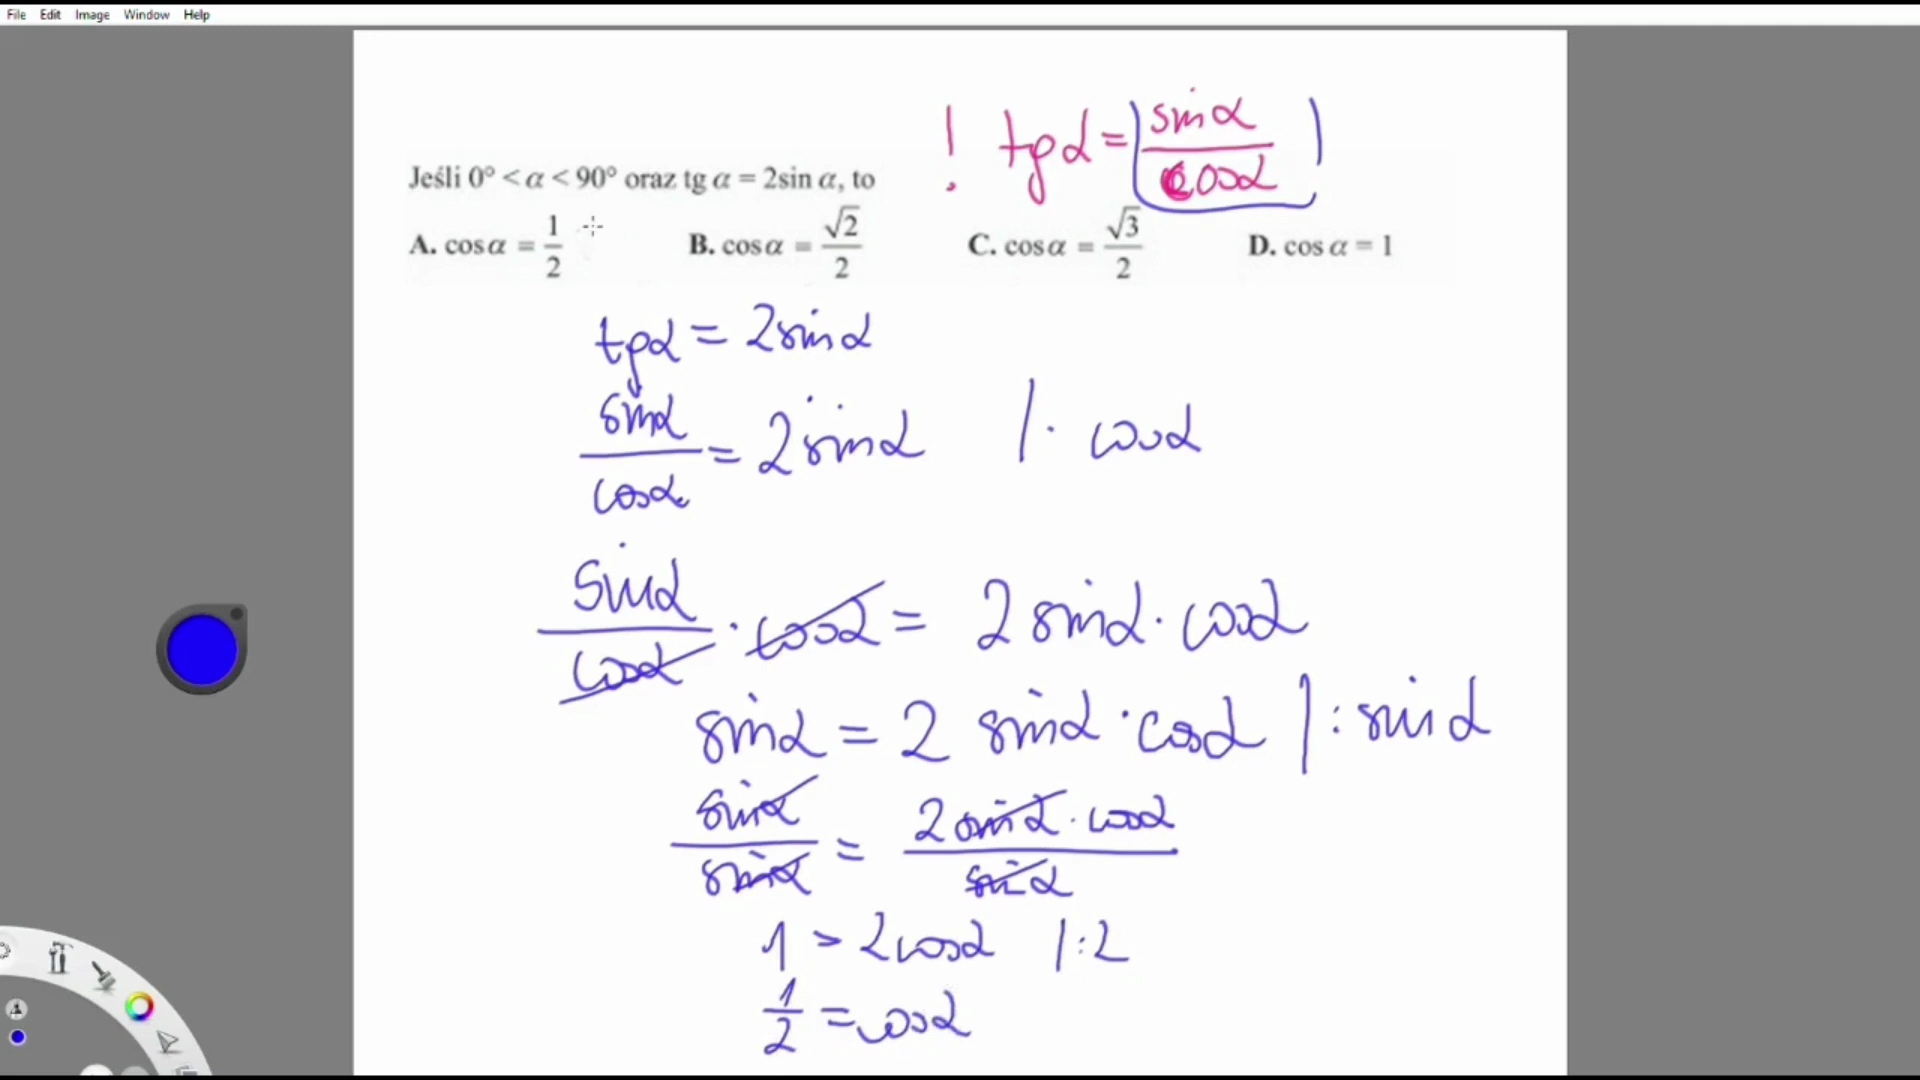 File Edit Image Window Help
! tgα = sinα/cosα
Jeśli 0° < α < 90° oraz tg α = 2sin α, to
A. cos α = 1/2 B. cos α = √2/2 C. cos α = √3/2 D. cos α = 1
tgα = 2sinα
sinα/cosα = 2sinα |· cosα
sinα/cosα · cosα = 2sinα · cosα
sinα = 2 sinα · cosα |: sinα
sinα/sinα = 2sinα · cosα/sinα
1 = 2cosα |:2
1/2 = cosα